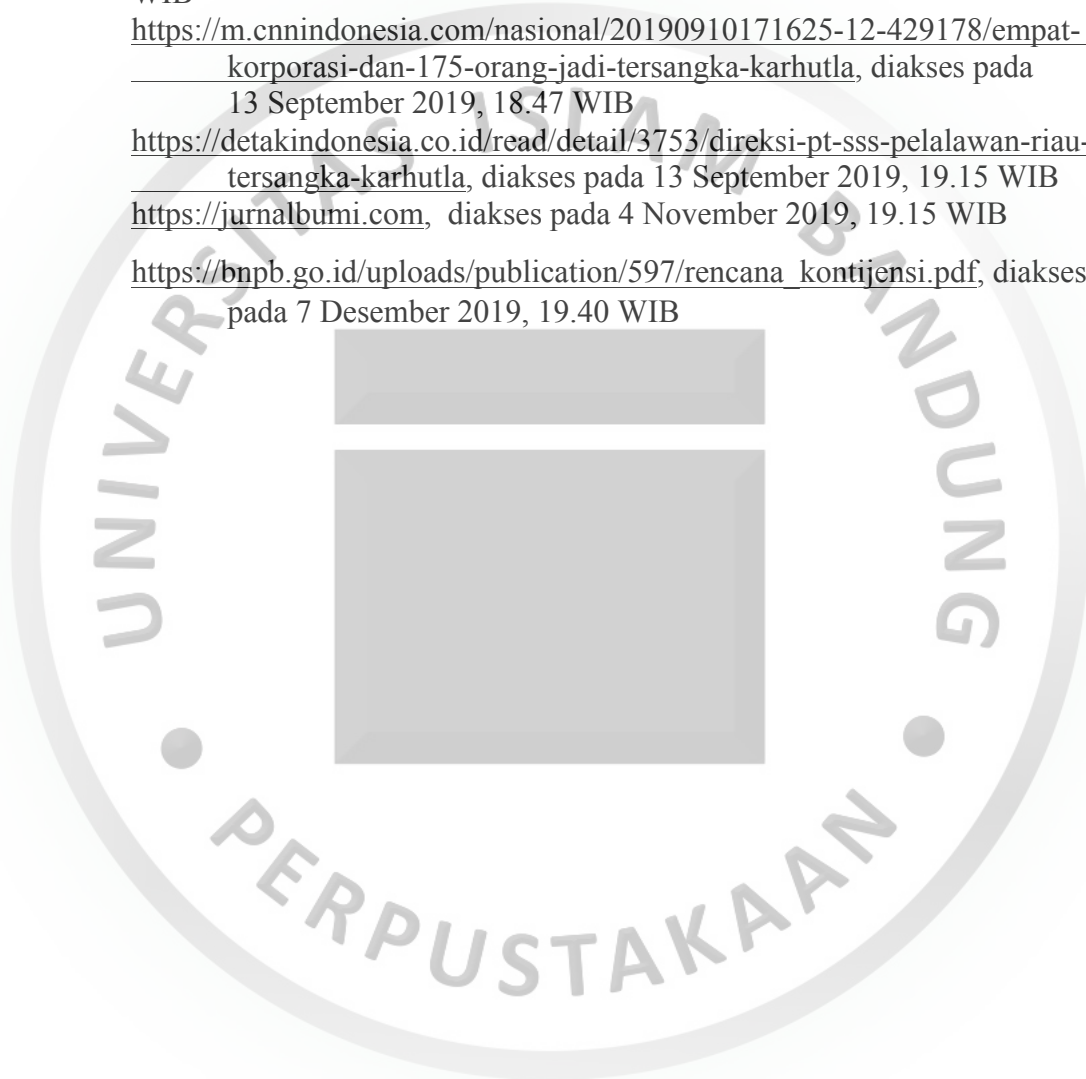 WIB
https://m.cnnindonesia.com/nasional/20190910171625-12-429178/empat-
korporasi-dan-175-orang-jadi-tersangka-karhutla, diakses pada
13 September 2019, 18.47 WIB
https://detakindonesia.co.id/read/detail/3753/direksi-pt-sss-pelalawan-riau-
tersangka-karhutla, diakses pada 13 September 2019, 19.15 WIB
https://jurnalbumi.com, diakses pada 4 November 2019, 19.15 WIB
https://bnpb.go.id/uploads/publication/597/rencana_kontijensi.pdf, diakses
pada 7 Desember 2019, 19.40 WIB
UNIVERSITAS ISLAM BANDUNG
PERPUSTAKAAN